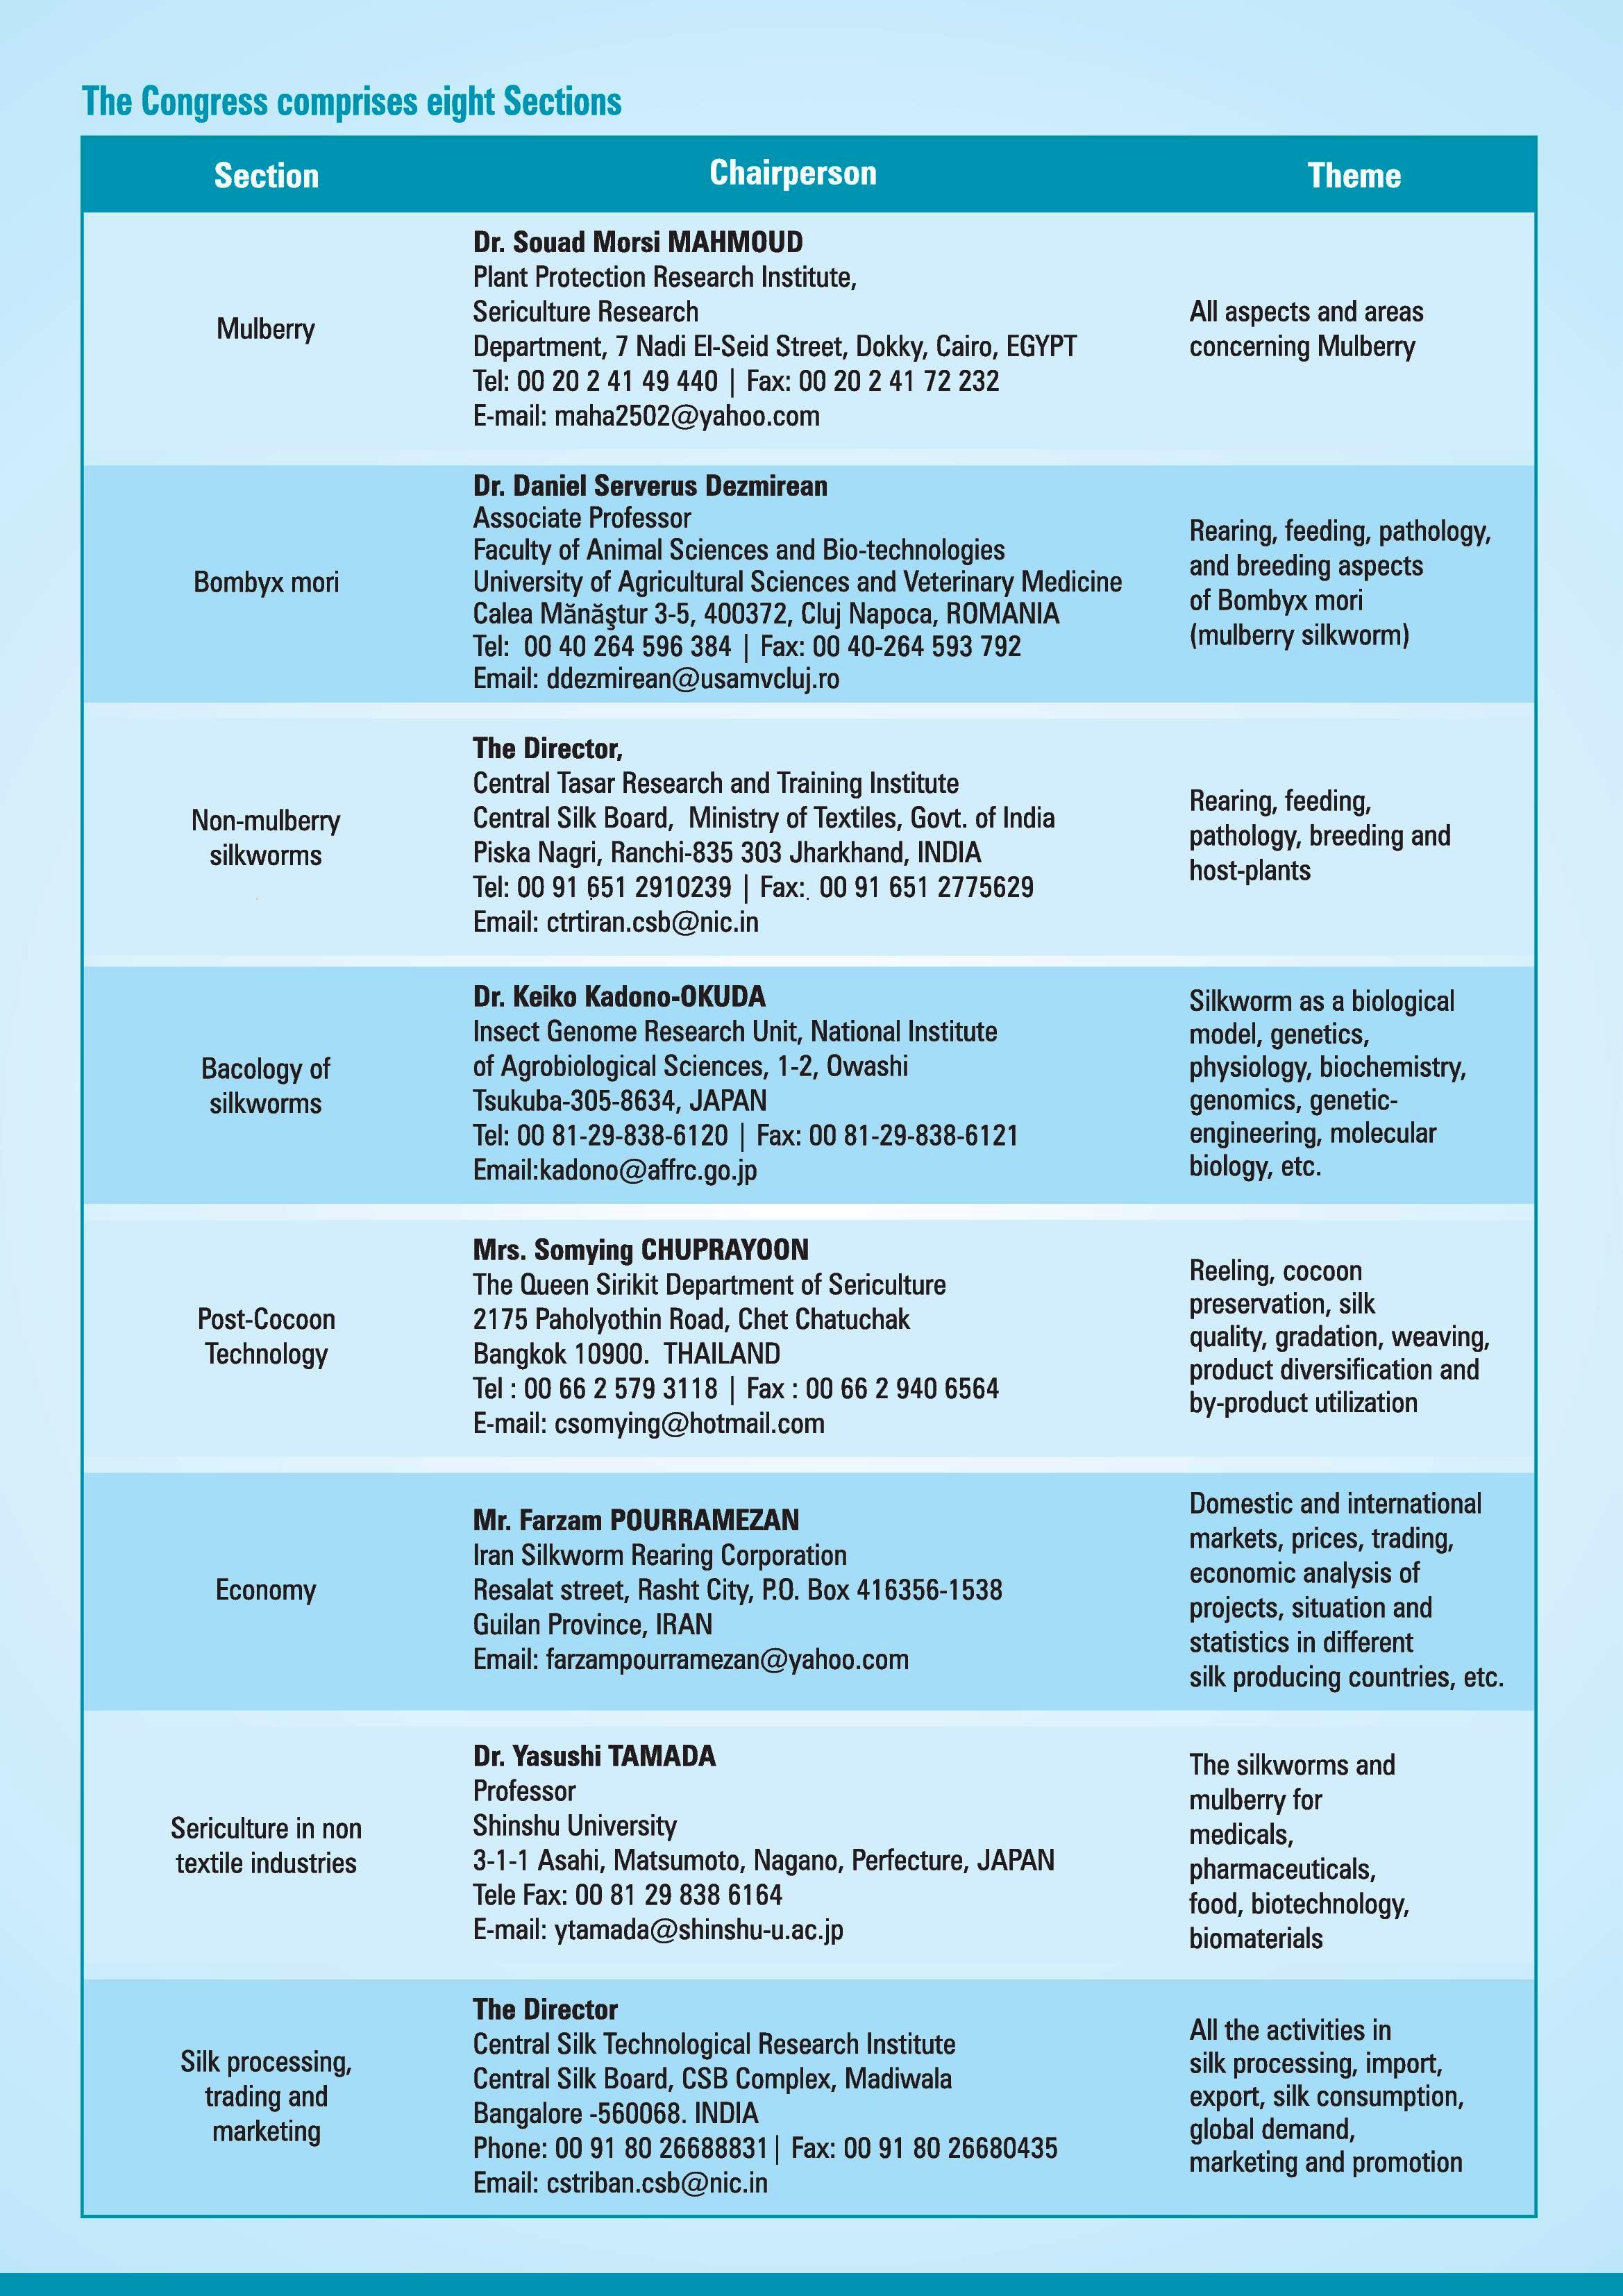 The Congress comprises eight Sections
Section
Chairperson
Theme
Mulberry
Dr. Souad Morsi MAHMOUD
Plant Protection Research Institute,
Sericulture Research
Department, 7 Nadi El-Seid Street, Dokky, Cairo, EGYPT
Tel: 00 20 2 41 49 440 | Fax: 00 20 2 41 72 232
E-mail: maha2502@yahoo.com
All aspects and areas
concerning Mulberry
Bombyx mori
Dr. Daniel Serverus Dezmirean
Associate Professor
Faculty of Animal Sciences and Bio-technologies
University of Agricultural Sciences and Veterinary Medicine
Calea Mănăştur 3-5, 400372, Cluj Napoca, ROMANIA
Tel:  00 40 264 596 384 | Fax: 00 40-264 593 792
Email: ddezmirean@usamvcluj.ro
Rearing, feeding, pathology,
and breeding aspects
of Bombyx mori
(mulberry silkworm)
Non-mulberry
silkworms
The Director,
Central Tasar Research and Training Institute
Central Silk Board,  Ministry of Textiles, Govt. of India
Piska Nagri, Ranchi-835 303 Jharkhand, INDIA
Tel: 00 91 651 2910239 | Fax:  00 91 651 2775629
Email: ctrtiran.csb@nic.in
Rearing, feeding,
pathology, breeding and
host-plants
Bacology of
silkworms
Dr. Keiko Kadono-OKUDA
Insect Genome Research Unit, National Institute
of Agrobiological Sciences, 1-2, Owashi
Tsukuba-305-8634, JAPAN
Tel: 00 81-29-838-6120 | Fax: 00 81-29-838-6121
Email:kadono@affrc.go.jp
Silkworm as a biological
model, genetics,
physiology, biochemistry,
genomics, genetic-
engineering, molecular
biology, etc.
Post-Cocoon
Technology
Mrs. Somying CHUPRAYOON
The Queen Sirikit Department of Sericulture
2175 Paholyothin Road, Chet Chatuchak
Bangkok 10900.  THAILAND
Tel : 00 66 2 579 3118 | Fax : 00 66 2 940 6564
E-mail: csomying@hotmail.com
Reeling, cocoon
preservation, silk
quality, gradation, weaving,
product diversification and
by-product utilization
Economy
Mr. Farzam POURRAMEZAN
Iran Silkworm Rearing Corporation
Resalat street, Rasht City, P.O. Box 416356-1538
Guilan Province, IRAN
Email: farzampourramezan@yahoo.com
Domestic and international
markets, prices, trading,
economic analysis of
projects, situation and
statistics in different
silk producing countries, etc.
Sericulture in non
textile industries
Dr. Yasushi TAMADA
Professor
Shinshu University
3-1-1 Asahi, Matsumoto, Nagano, Perfecture, JAPAN
Tele Fax: 00 81 29 838 6164
E-mail: ytamada@shinshu-u.ac.jp
The silkworms and
mulberry for
medicals,
pharmaceuticals,
food, biotechnology,
biomaterials
Silk processing,
trading and
marketing
The Director
Central Silk Technological Research Institute
Central Silk Board, CSB Complex, Madiwala
Bangalore -560068. INDIA
Phone: 00 91 80 26688831| Fax: 00 91 80 26680435
Email: cstriban.csb@nic.in
All the activities in
silk processing, import,
export, silk consumption,
global demand,
marketing and promotion